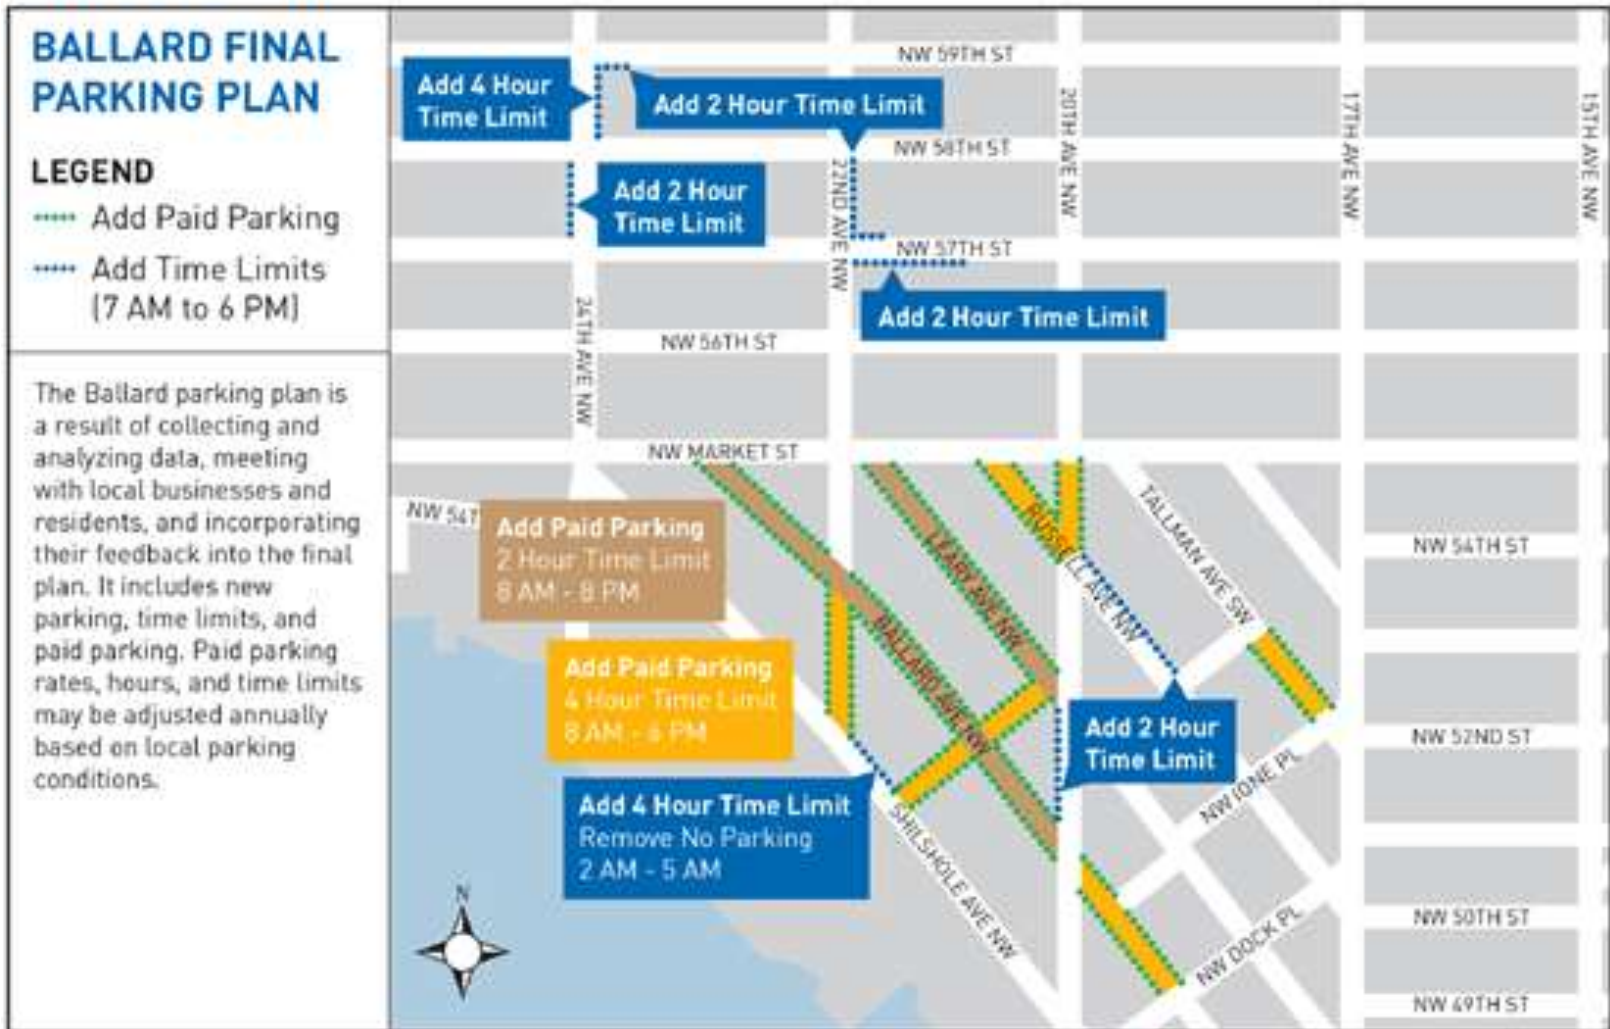 BALLARD FINAL
PARKING PLAN
LEGEND
Add Paid Parking
Add Time Limits
(7 AM to 6 PM)
The Ballard parking plan is
a result of collecting and
analyzing data, meeting
with local businesses and
residents, and incorporating
their feedback into the final
plan. It includes new
parking, time limits, and
paid parking. Paid parking
rates, hours, and time limits
may be adjusted annually
based on local parking
conditions.
NW 59TH ST
Add 4 Hour
Time Limit
Add 2 Hour Time Limit
NW 58TH ST
20TH AVE NW
17TH AVE NW
15TH AVE NW
Add 2 Hour
Time Limit
22ND AVE NW
NW 57TH ST
Add 2 Hour Time Limit
24TH AVE NW
NW 56TH ST
NW MARKET ST
NW 54T
Add Paid Parking
2 Hour Time Limit
8 AM - 8 PM
LEARY AVE NW
RUSSELL AVE NW
TALLMAN AVE SW
NW 54TH ST
Add Paid Parking
4 Hour Time Limit
8 AM - 6 PM
BALLARD AVE NW
Add 2 Hour
Time Limit
NW 52ND ST
Add 4 Hour Time Limit
Remove No Parking
2 AM - 5 AM
SHILSHOLE AVE NW
NW IONE PL
NW DOCK PL
NW 50TH ST
NW 49TH ST
N